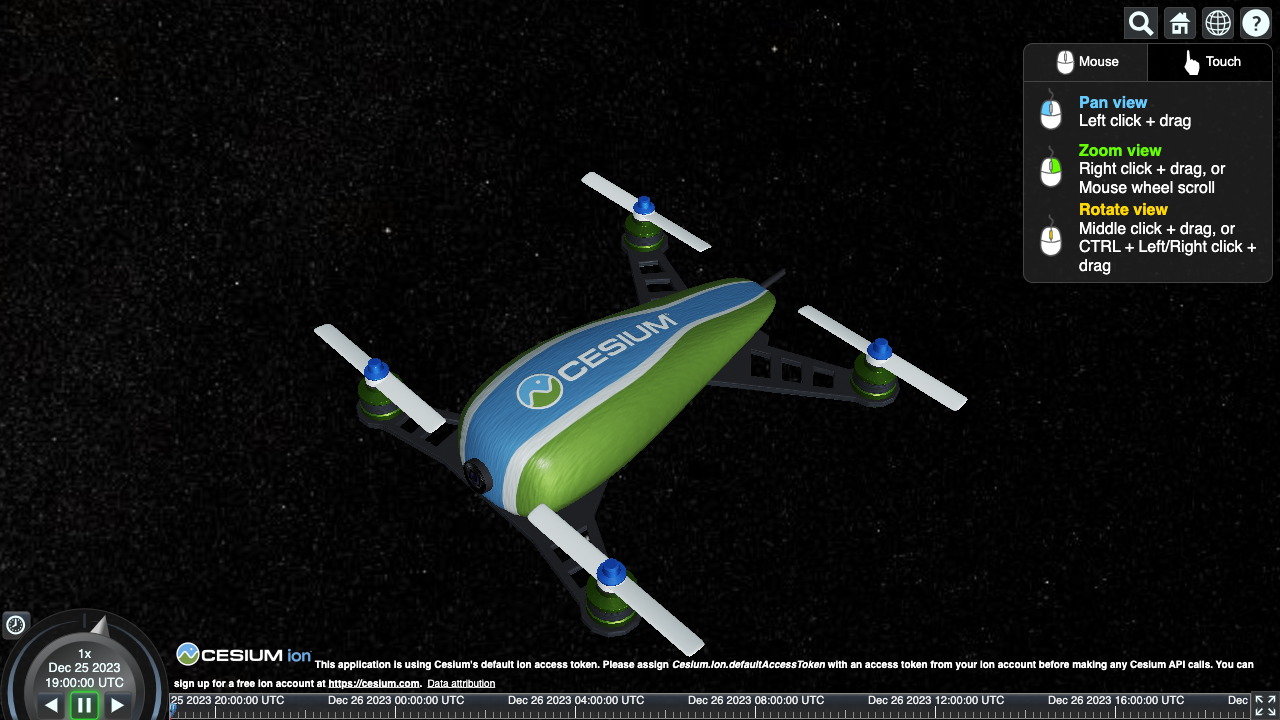 Mouse
Touch
Pan view
Left click + drag
Zoom view
Right click + drag, or
Mouse wheel scroll
Rotate view
Middle click + drag, or
CTRL + Left/Right click +
drag
CESIUM
1x
Dec 25 2023
19:00:00 UTC
CESIUM ion This application is using Cesium's default ion access token. Please assign Cesium.Ion.defaultAccessToken with an access token from your ion account before making any Cesium API calls. You can
sign up for a free ion account at https://cesium.com. Data attribution
25 2023 20:00:00 UTC Dec 26 2023 00:00:00 UTC Dec 26 2023 04:00:00 UTC Dec 26 2023 08:00:00 UTC Dec 26 2023 12:00:00 UTC Dec 26 2023 16:00:00 UTC Dec